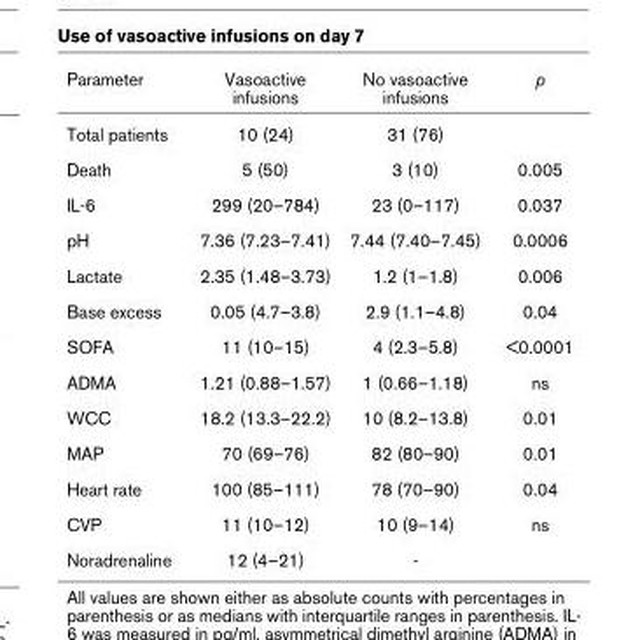 Use of vasoactive infusions on day 7
Parameter Vasoactive infusions No vasoactive infusions p
Total patients 10 (24) 31 (76)
Death 5 (50) 3 (10) 0.005
IL-6 299 (20–784) 23 (0–117) 0.037
pH 7.36 (7.23–7.41) 7.44 (7.40–7.45) 0.0006
Lactate 2.35 (1.48–3.73) 1.2 (1–1.8) 0.006
Base excess 0.05 (4.7–3.8) 2.9 (1.1–4.8) 0.04
SOFA 11 (10–15) 4 (2.3–5.8) <0.0001
ADMA 1.21 (0.88–1.57) 1 (0.66–1.18) ns
WCC 18.2 (13.3–22.2) 10 (8.2–13.8) 0.01
MAP 70 (69–76) 82 (80–90) 0.01
Heart rate 100 (85–111) 78 (70–90) 0.04
CVP 11 (10–12) 10 (9–14) ns
Noradrenaline 12 (4–21) -
All values are shown either as absolute counts with percentages in
parenthesis or as medians with interquartile ranges in parenthesis. IL-
6 was measured in pg/ml, asymmetrical dimethyl arginine (ADMA) in